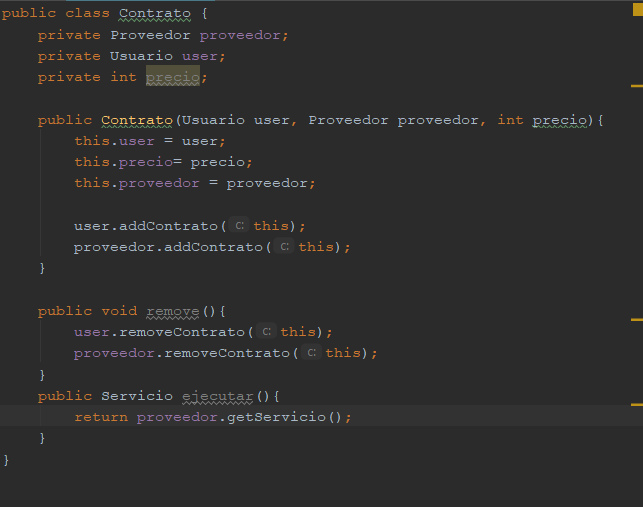 public class Contrato {
    private Proveedor proveedor;
    private Usuario user;
    private int precio;

    public Contrato(Usuario user, Proveedor proveedor, int precio){
        this.user = user;
        this.precio= precio;
        this.proveedor = proveedor;

        user.addContrato( c: this);
        proveedor.addContrato( c: this);
    }

    public void remove(){
        user.removeContrato( c: this);
        proveedor.removeContrato( c: this);
    }
    public Servicio ejecutar(){
        return proveedor.getServicio();
    }
}